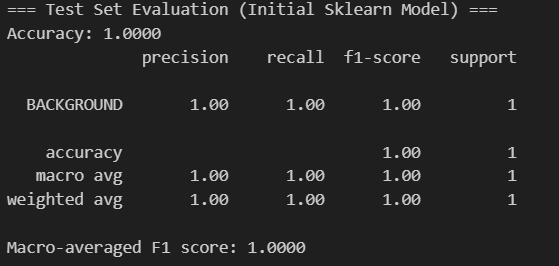 === Test Set Evaluation (Initial Sklearn Model) ===
Accuracy: 1.0000
precision recall f1-score support
BACKGROUND 1.00 1.00 1.00 1
accuracy 1.00 1
macro avg 1.00 1.00 1.00 1
weighted avg 1.00 1.00 1.00 1
Macro-averaged F1 score: 1.0000